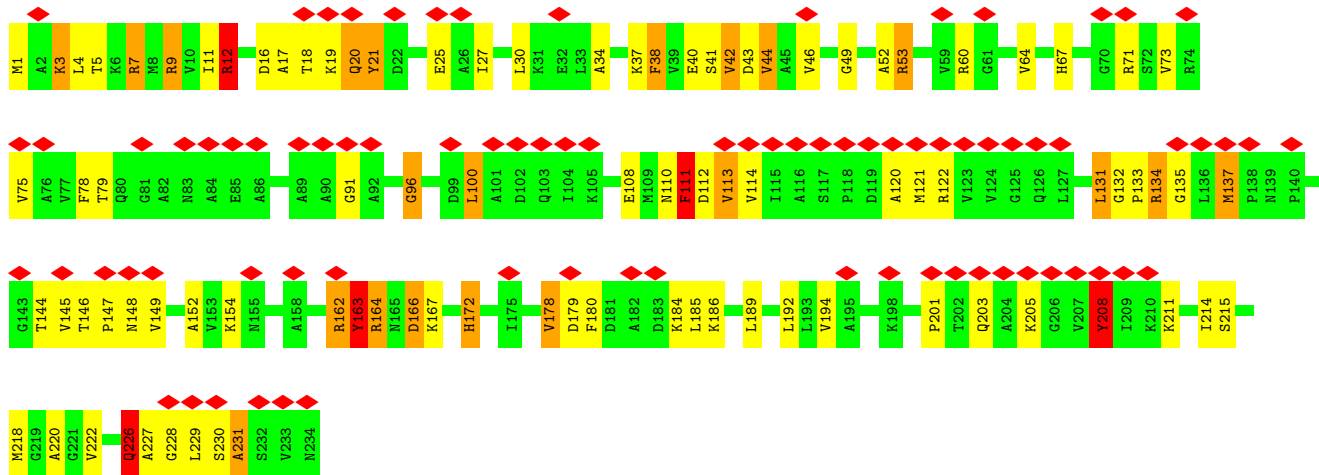 M1 A2 K3 L4 T5 K6 R7 M8 R9 V10 I11 R12 D16 A17 T18 K19 Q20 Y21 D22 E25 A26 I27 L30 K31 E32 L33 A34 K37 F38 V39 E40 S41 V42 D43 V44 A45 V46 G49 A52 R53 V59 R60 G61 V64 H67 G70 R71 S72 V73 R74
V75 A76 V77 F78 T79 Q80 G81 A82 N83 A84 E85 A86 A89 A90 G91 A92 G96 D99 L100 A101 D102 Q103 I104 K105 E108 M109 N110 F111 D112 V113 V114 I115 A116 S117 P118 D119 A120 M121 R122 V123 V124 G125 Q126 L127 L131 G132 P133 R134 G135 L136 M137 P138 N139 P140
G143 T144 V145 T146 P147 N148 V149 A152 V153 K154 N155 A158 R162 Y163 R164 N165 D166 K167 H172 I175 V178 D179 F180 D181 A182 D183 K184 L185 K186 L189 L192 L193 V194 A195 K198 P201 T202 Q203 A204 K205 G206 V207 Y208 I209 K210 K211 I214 S215
M218 G219 A220 G221 V222 Q226 A227 G228 L229 S230 A231 S232 V233 N234